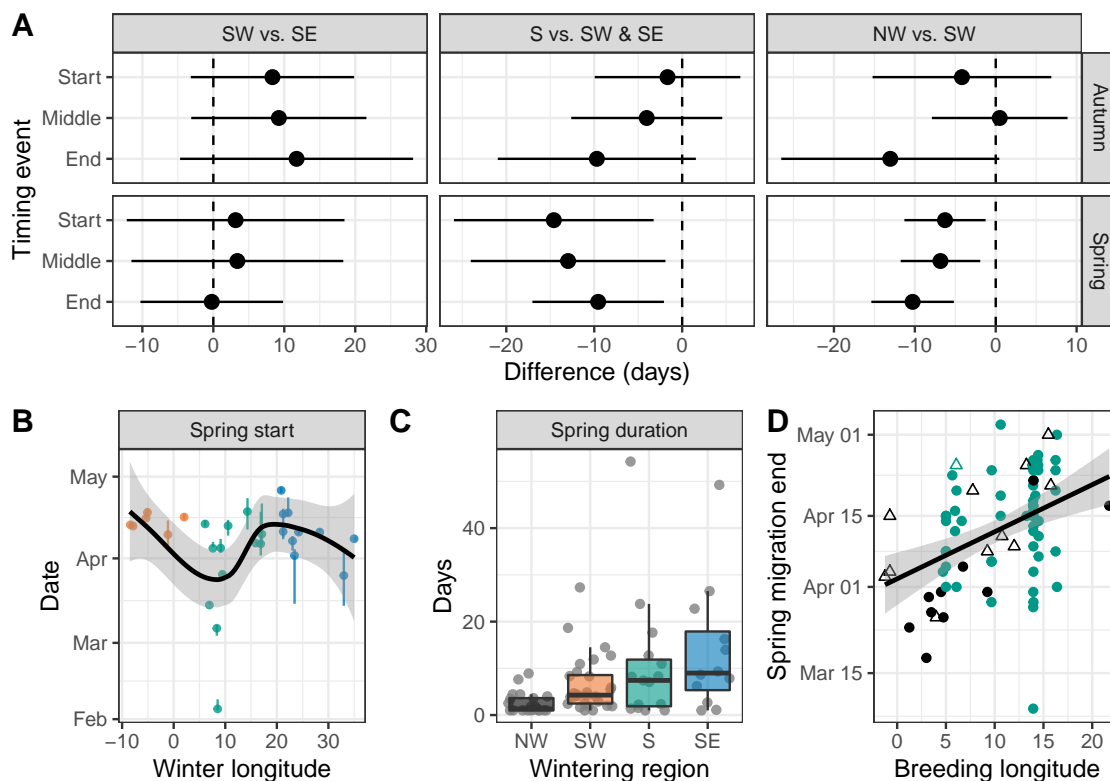 A
SW vs. SE
S vs. SW & SE
NW vs. SW
Timing event
Start
Middle
End
Autumn
Start
Middle
End
Spring
−10 0 10 20 30
−20 −10 0
−20 −10 0 10
Difference (days)
B
Spring start
Date
May
Apr
Mar
Feb
−10 0 10 20 30
Winter longitude
C
Spring duration
Days
40
20
0
NW SW S SE
Wintering region
D
Spring migration end
May 01
Apr 15
Apr 01
Mar 15
0 5 10 15 20
Breeding longitude